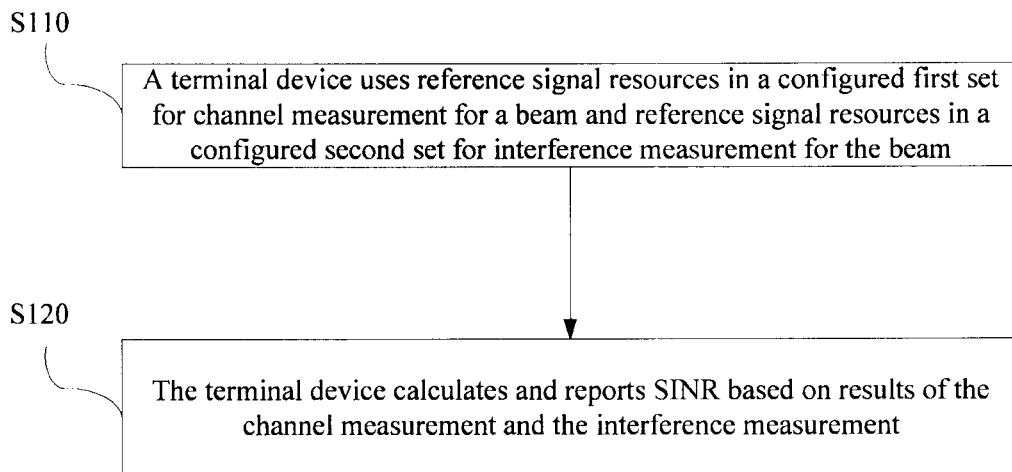 S110
A terminal device uses reference signal resources in a configured first set
for channel measurement for a beam and reference signal resources in a
configured second set for interference measurement for the beam
S120
The terminal device calculates and reports SINR based on results of the
channel measurement and the interference measurement